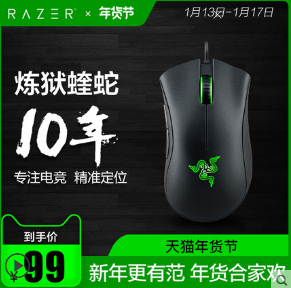 RAZER × 年货节
1月13日-1月17日
炼狱蝰蛇
10年
专注电竞 精准定位
到手价
99
天猫年货节
新年更有范 年货合家欢